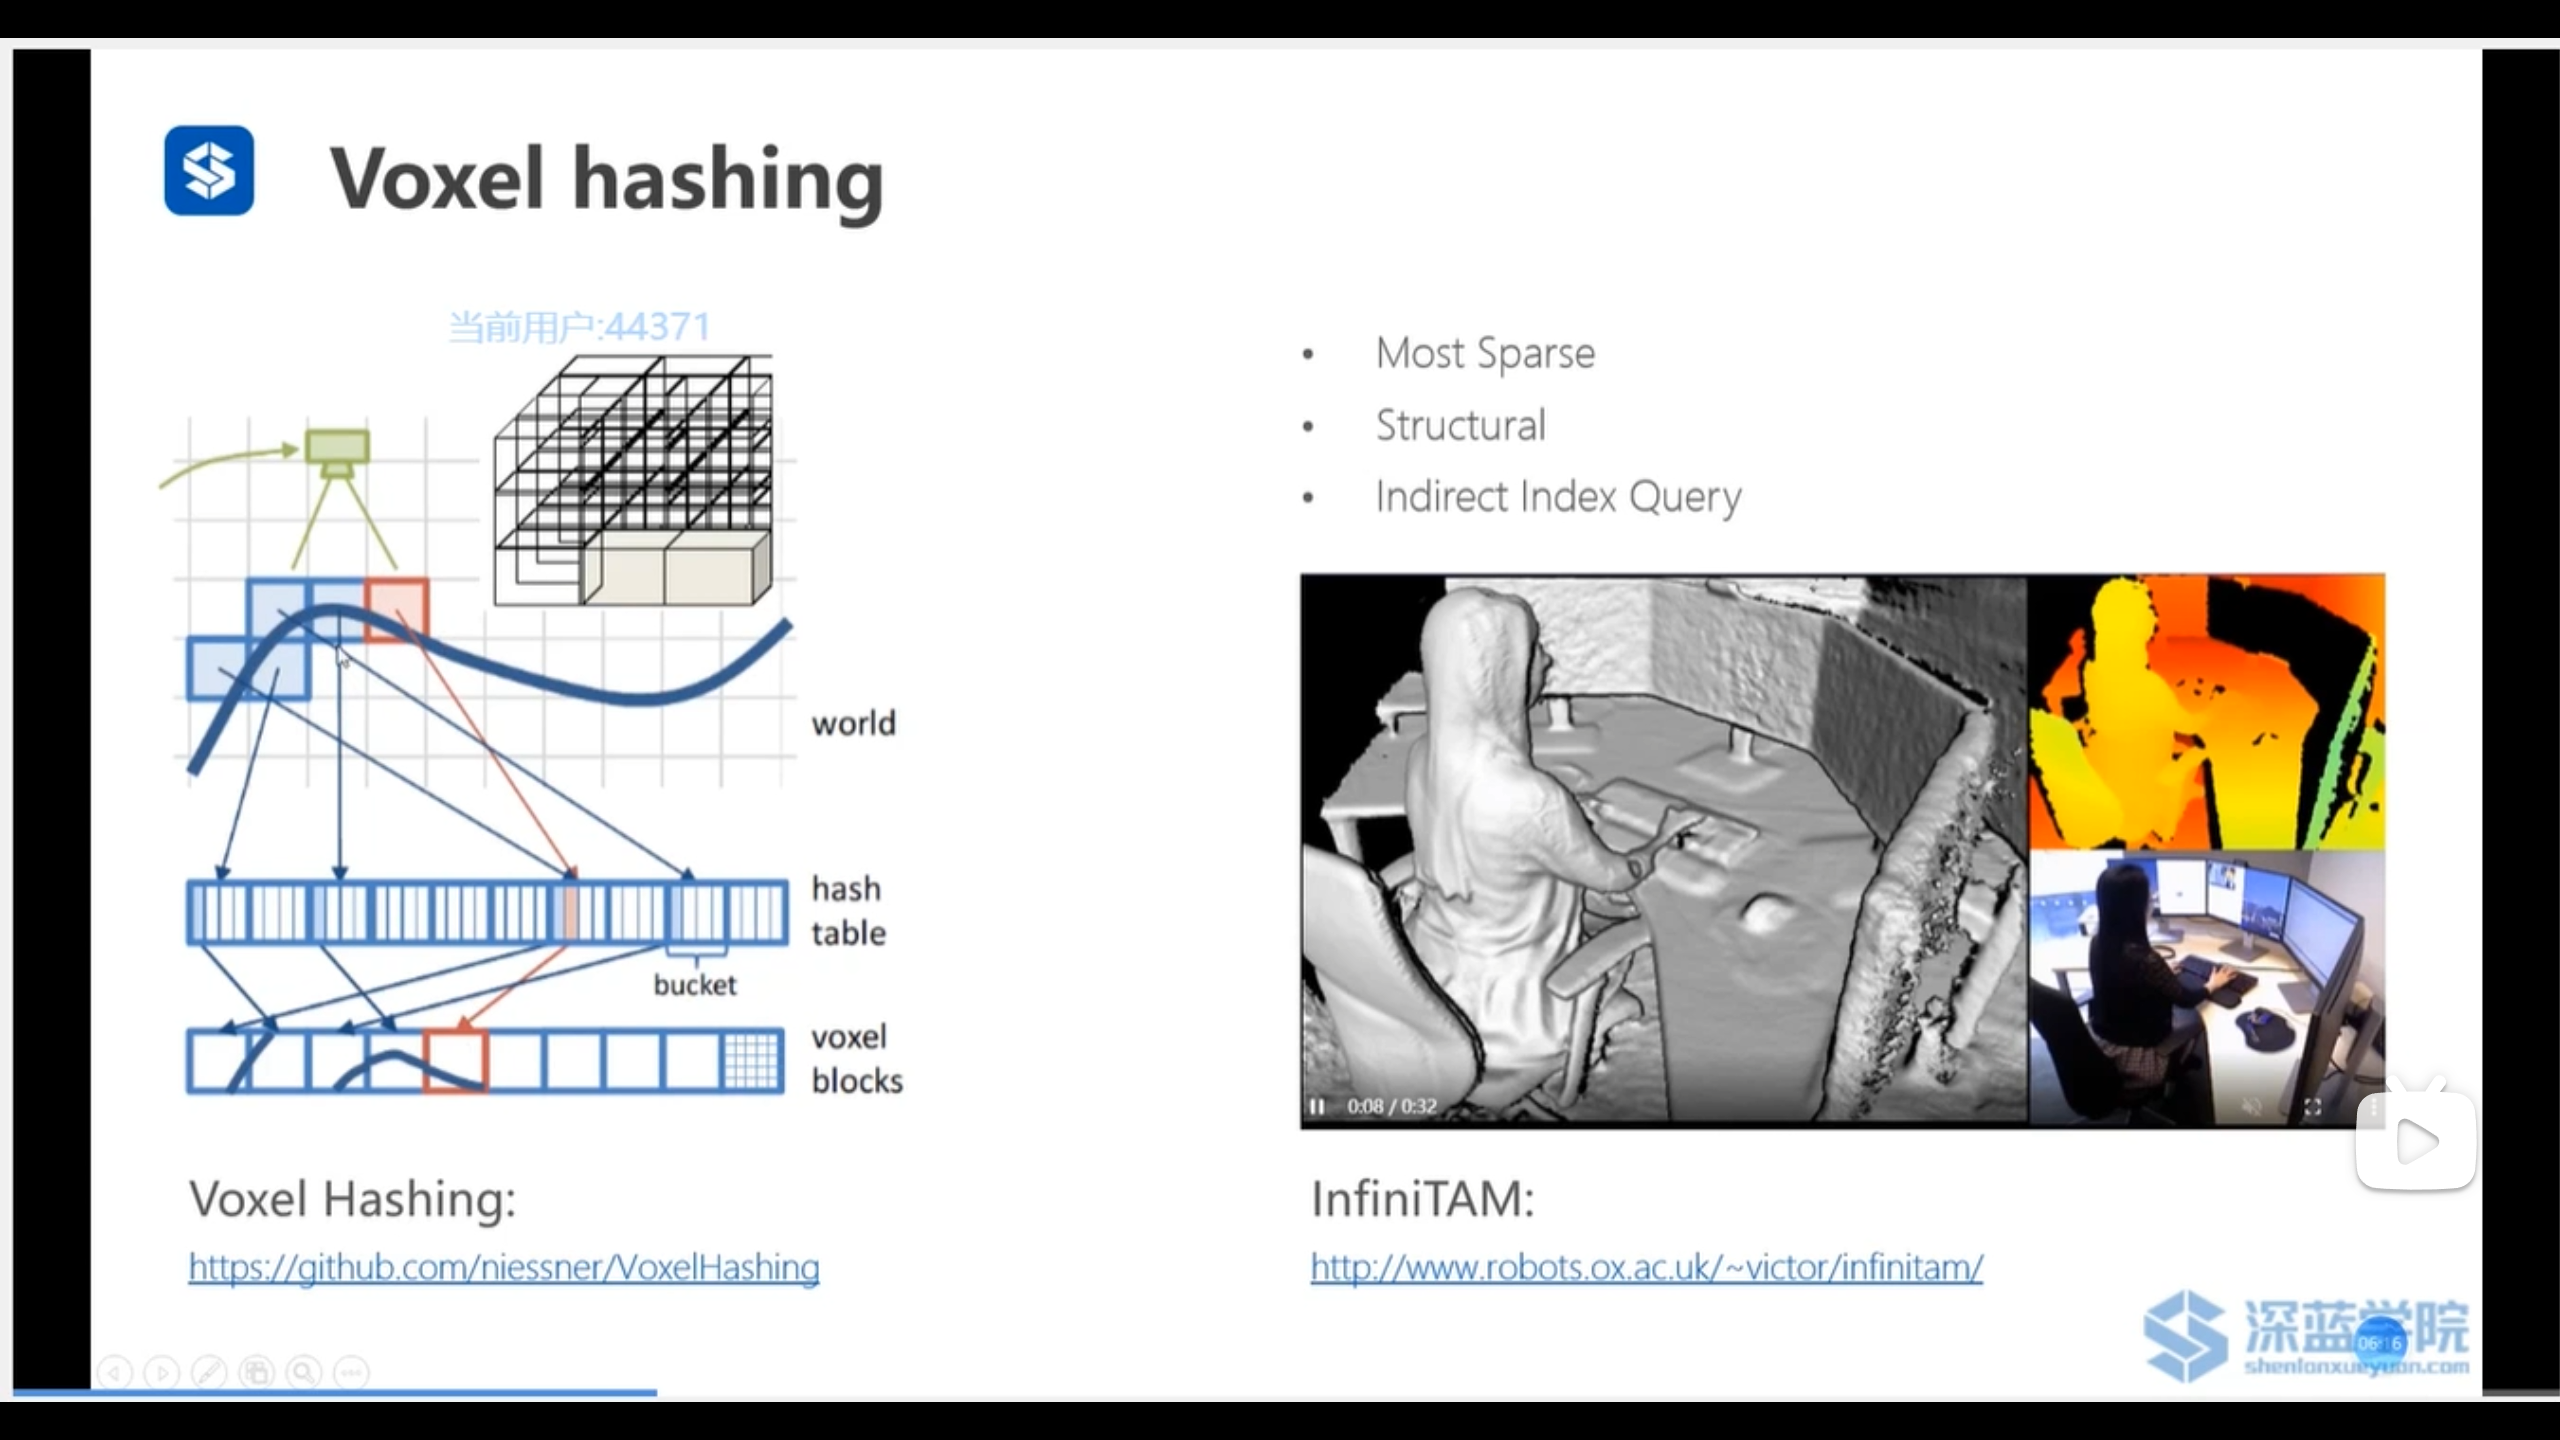 Voxel hashing
当前用户:44371
world
hash
table
bucket
voxel
blocks
Voxel Hashing:
https://github.com/niessner/VoxelHashing
• Most Sparse
• Structural
• Indirect Index Query
0:08 / 0:32
InfiniTAM:
http://www.robots.ox.ac.uk/~victor/infinitam/
深蓝学院
06:16
shenlanxueyuan.com